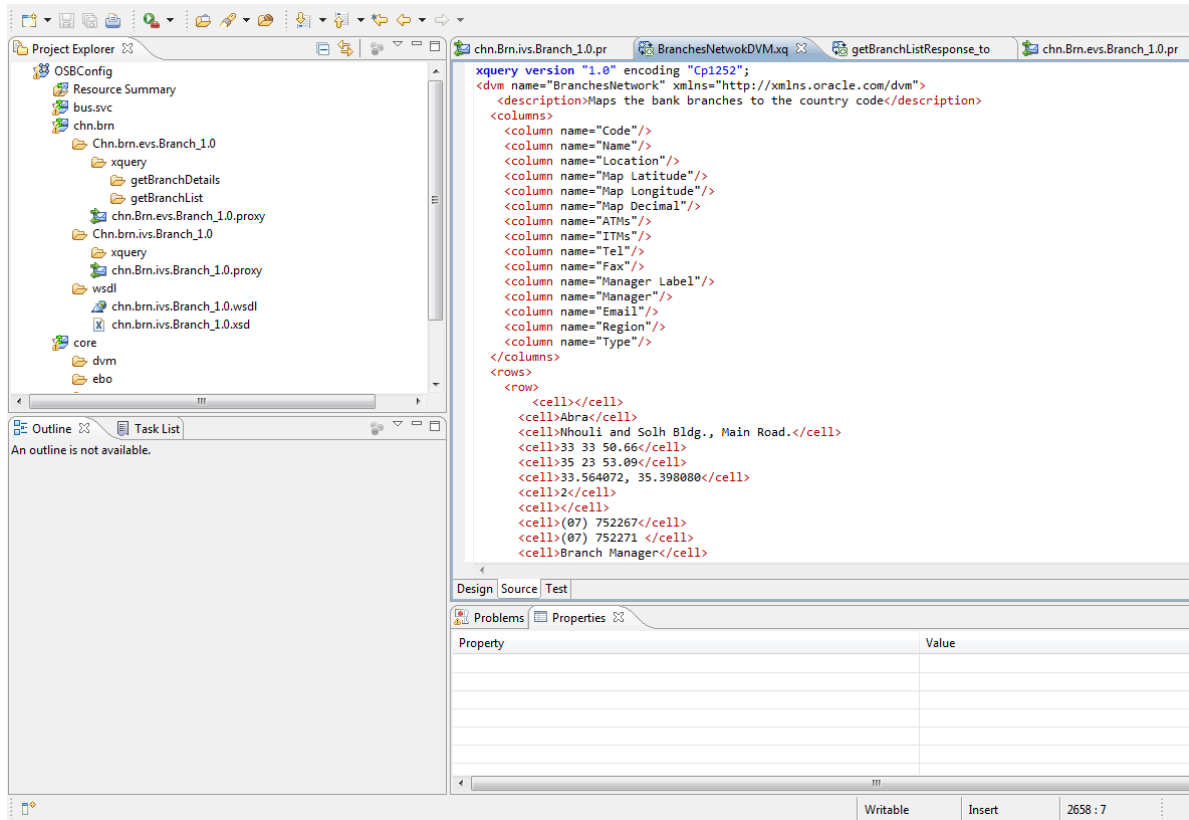 Project Explorer
OSBConfig
Resource Summary
bus.svc
chn.brn
Chn.brn.evs.Branch_1.0
xquery
getBranchDetails
getBranchList
chn.Brn.evs.Branch_1.0.proxy
Chn.brn.ivs.Branch_1.0
xquery
chn.Brn.ivs.Branch_1.0.proxy
wsdl
chn.brn.ivs.Branch_1.0.wsdl
chn.brn.ivs.Branch_1.0.xsd
core
dvm
ebo
Outline Task List
An outline is not available.
chn.Brn.ivs.Branch_1.0.pr BranchesNetwokDVM.xq getBranchListResponse_to chn.Brn.evs.Branch_1.0.pr
xquery version "1.0" encoding "Cp1252";
<dvm name="BranchesNetwork" xmlns="http://xmlns.oracle.com/dvm">
<description>Maps the bank branches to the country code</description>
<columns>
<column name="Code"/>
<column name="Name"/>
<column name="Location"/>
<column name="Map Latitude"/>
<column name="Map Longitude"/>
<column name="Map Decimal"/>
<column name="ATMs"/>
<column name="ITMs"/>
<column name="Tel"/>
<column name="Fax"/>
<column name="Manager Label"/>
<column name="Manager"/>
<column name="Email"/>
<column name="Region"/>
<column name="Type"/>
</columns>
<rows>
<row>
<cell></cell>
<cell>Abra</cell>
<cell>Nhouli and Solh Bldg., Main Road.</cell>
<cell>33 33 50.66</cell>
<cell>35 23 53.09</cell>
<cell>33.564072, 35.398080</cell>
<cell>2</cell>
<cell></cell>
<cell>(07) 752267</cell>
<cell>(07) 752271 </cell>
<cell>Branch Manager</cell>
Design Source Test
Problems Properties
Property Value
Writable Insert 2658 : 7